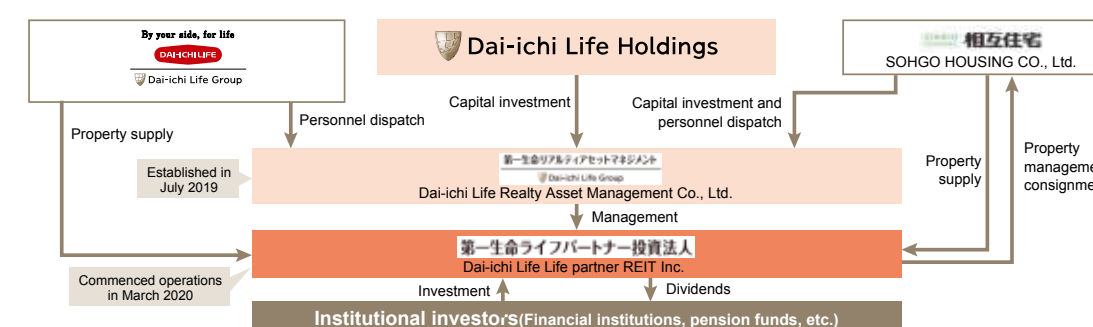 By your side, for life
DAI-ICHI LIFE
Dai-ichi Life Group
Dai-ichi Life Holdings
相互住宅
SOHGO HOUSING CO., Ltd.
Capital investment
Capital investment and
personnel dispatch
Personnel dispatch
Property supply
Established in
July 2019
第一生命リアルティアセットマネジメント
Dai-ichi Life Group
Dai-ichi Life Realty Asset Management Co., Ltd.
Property
supply
Property
manageme
consignme
Management
第一生命ライフパートナー投資法人
Dai-ichi Life Life partner REIT Inc.
Commenced operations
in March 2020
Investment
Dividends
Institutional investors(Financial institutions, pension funds, etc.)